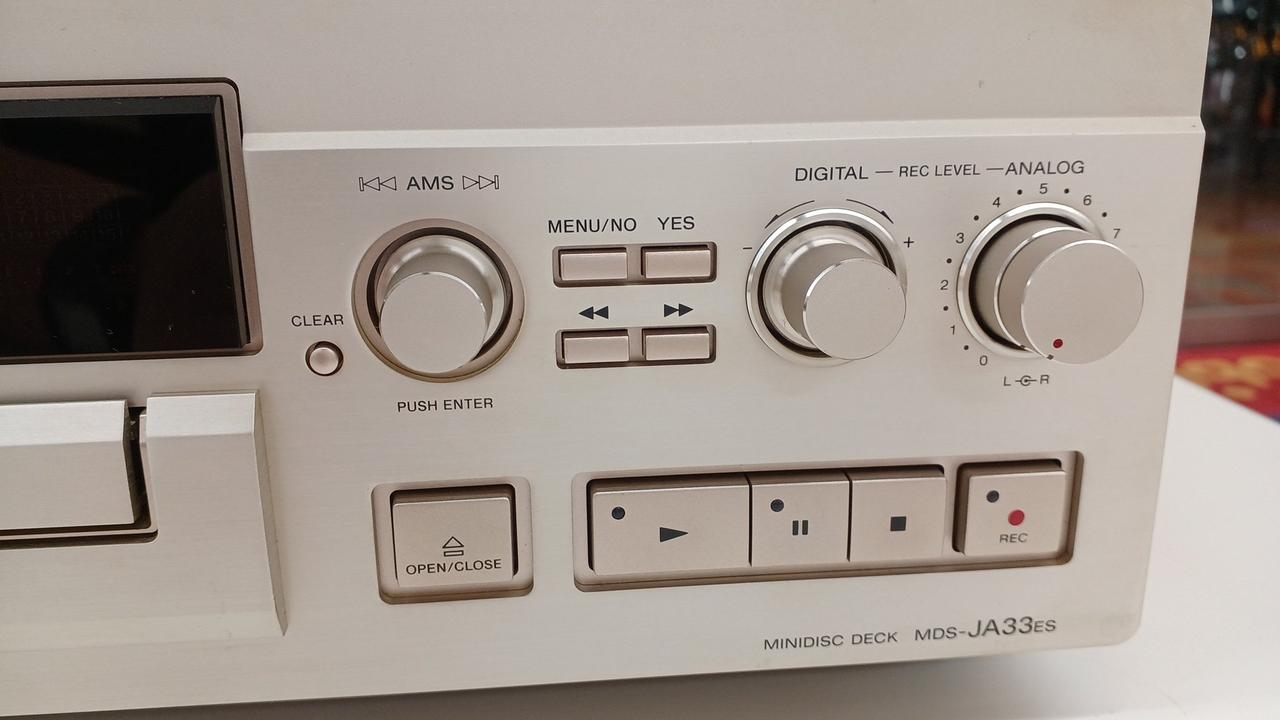 AMS
MENU/NO YES
CLEAR
PUSH ENTER
DIGITAL — REC LEVEL — ANALOG
- +
0 1 2 3 4 5 6 7
L R
OPEN/CLOSE
REC
MINIDISC DECK MDS-JA33ES